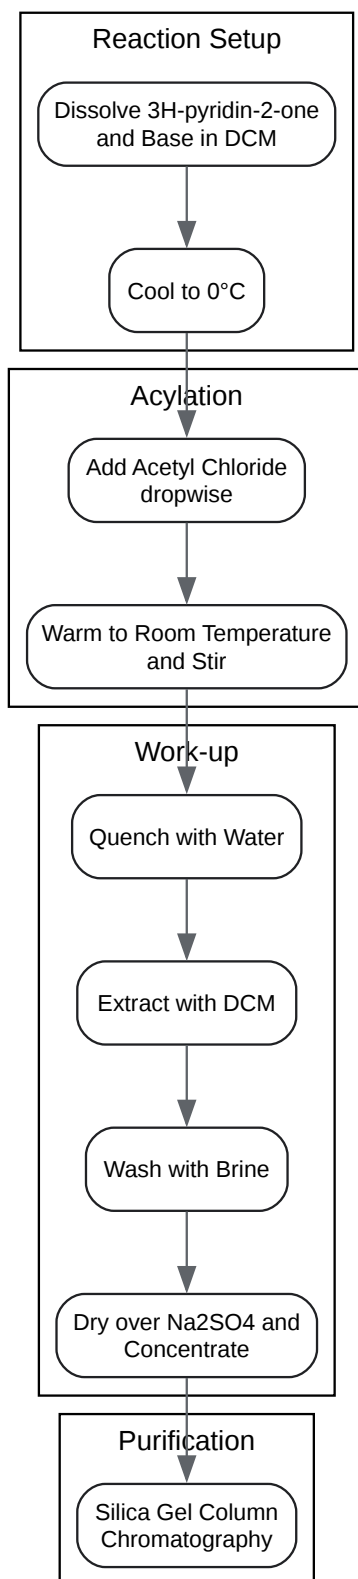 Reaction Setup
Dissolve 3H-pyridin-2-one
and Base in DCM
Cool to 0°C
Acylation
Add Acetyl Chloride
dropwise
Warm to Room Temperature
and Stir
Work-up
Quench with Water
Extract with DCM
Wash with Brine
Dry over Na2SO4 and
Concentrate
Purification
Silica Gel Column
Chromatography